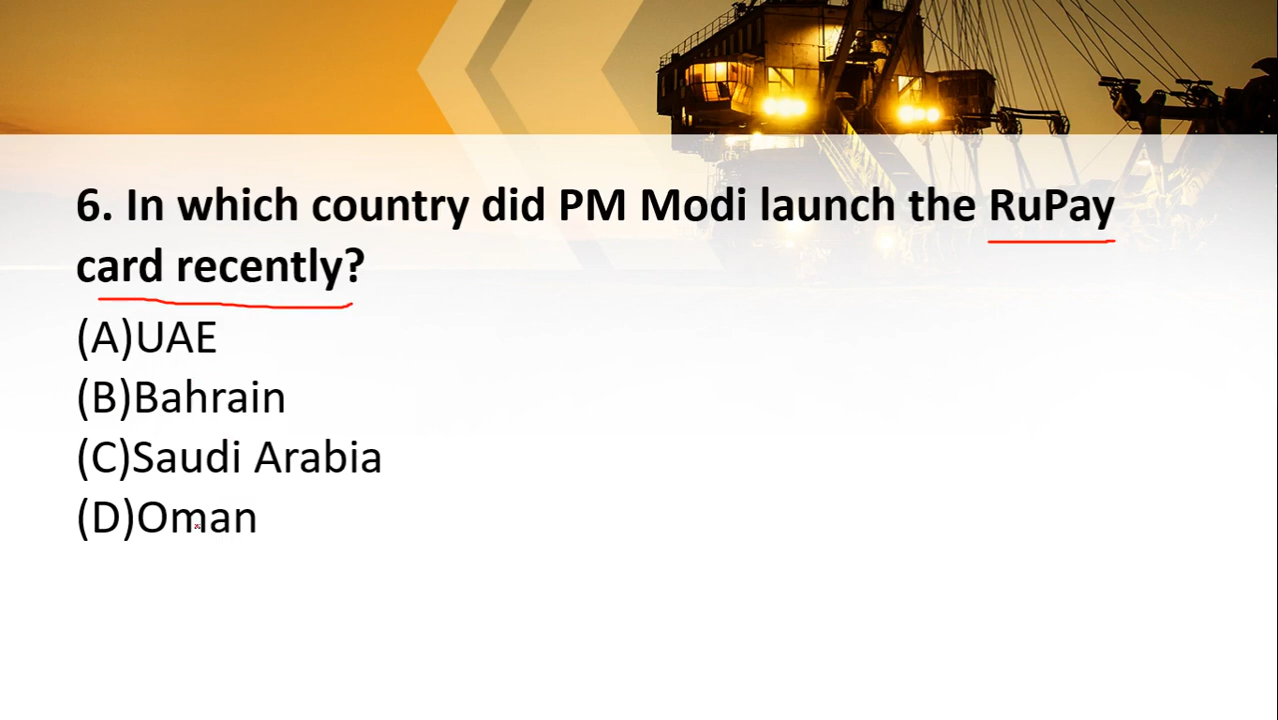 6. In which country did PM Modi launch the RuPay
card recently?
(A)UAE
(B)Bahrain
(C)Saudi Arabia
(D)Oman